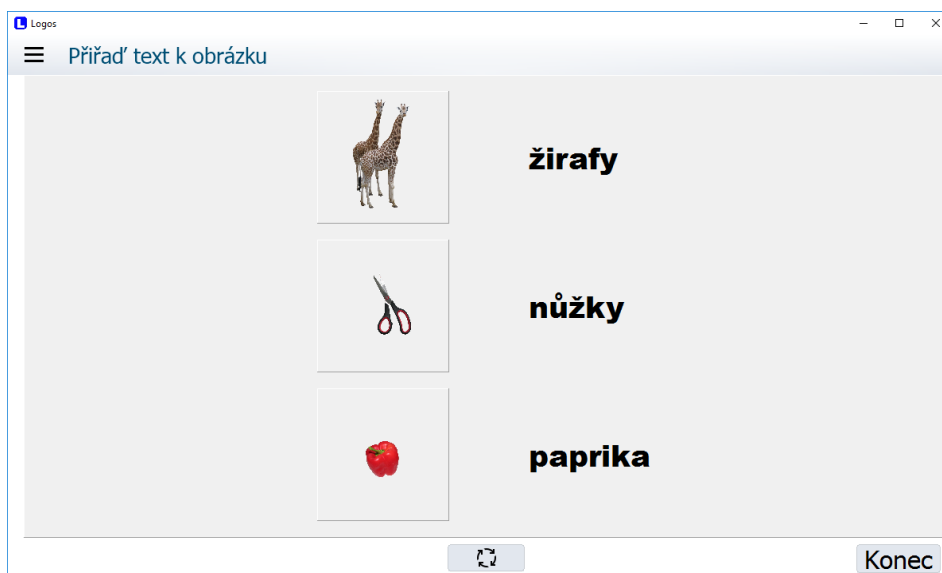 Logos
Přiřaď text k obrázku
žirafy
nůžky
paprika
Konec